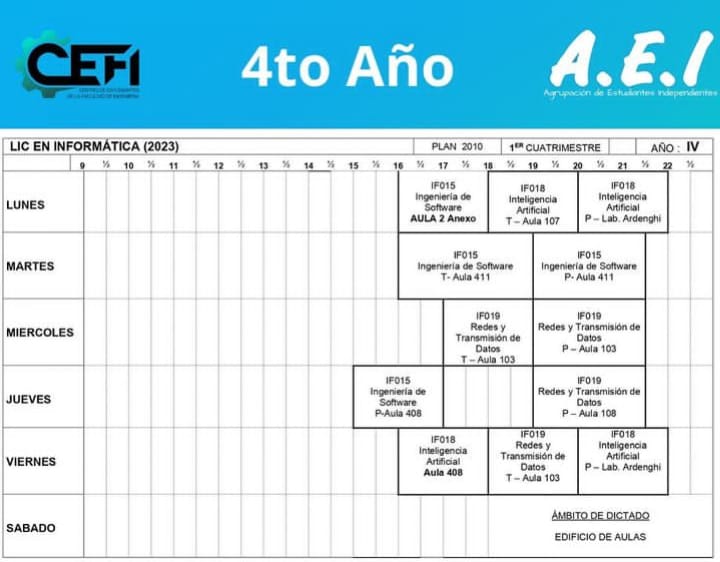 CEFI
CENTRO DE ESTUDIANTES
DE LA FACULTAD DE INGENIERIA
4to Año
A.E.I
Agrupación de Estudiantes Independientes
LIC EN INFORMÁTICA (2023) PLAN 2010 1ER CUATRIMESTRE AÑO : IV
9 ½ 10 ½ 11 ½ 12 ½ 13 ½ 14 ½ 15 ½ 16 ½ 17 ½ 18 ½ 19 ½ 20 ½ 21 ½ 22 ½
LUNES
IF015
Ingeniería de
Software
AULA 2 Anexo
IF018
Inteligencia
Artificial
T – Aula 107
IF018
Inteligencia
Artificial
P – Lab. Ardenghi
MARTES
IF015
Ingeniería de Software
T- Aula 411
IF015
Ingeniería de Software
P- Aula 411
MIERCOLES
IF019
Redes y
Transmisión de
Datos
T – Aula 103
IF019
Redes y Transmisión de
Datos
P – Aula 103
JUEVES
IF015
Ingeniería de
Software
P-Aula 408
IF019
Redes y Transmisión de
Datos
P – Aula 108
VIERNES
IF018
Inteligencia
Artificial
Aula 408
IF019
Redes y
Transmisión de
Datos
T – Aula 103
IF018
Inteligencia
Artificial
P – Lab. Ardenghi
SABADO
ÁMBITO DE DICTADO
EDIFICIO DE AULAS